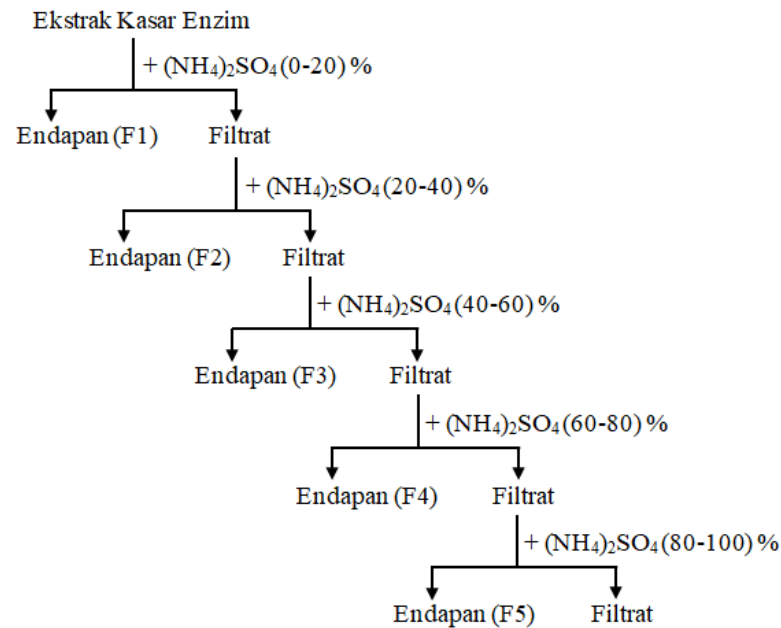 Ekstrak Kasar Enzim
+ (NH₄)₂SO₄ (0-20) %
Endapan (F1) Filtrat
+ (NH₄)₂SO₄ (20-40) %
Endapan (F2) Filtrat
+ (NH₄)₂SO₄ (40-60) %
Endapan (F3) Filtrat
+ (NH₄)₂SO₄ (60-80) %
Endapan (F4) Filtrat
+ (NH₄)₂SO₄ (80-100) %
Endapan (F5) Filtrat